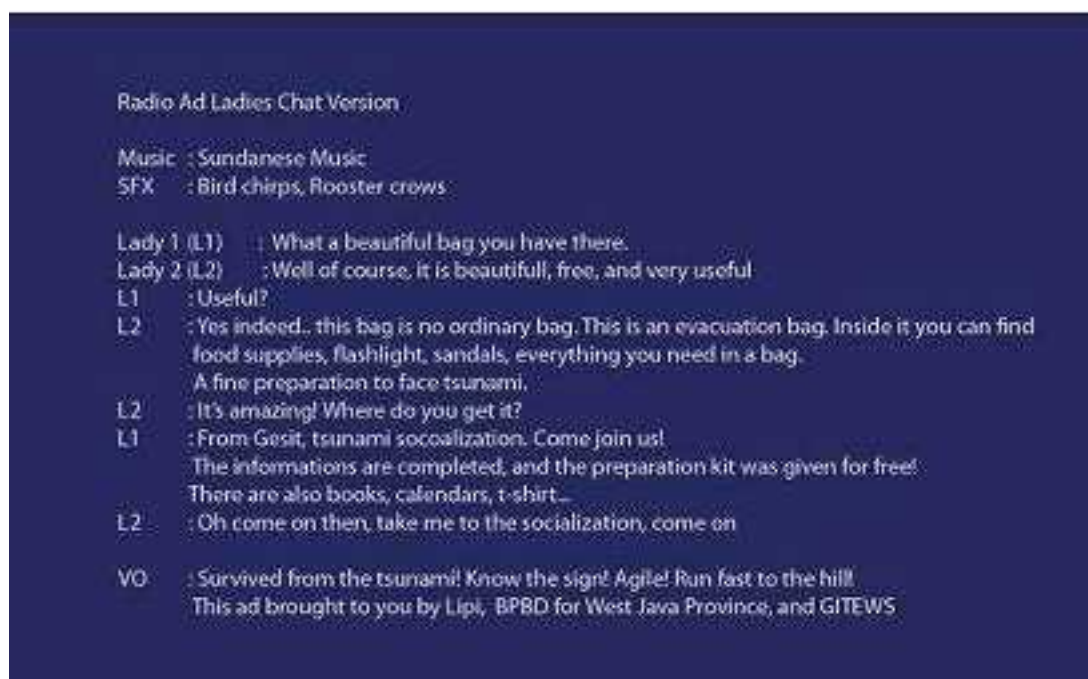 Radio Ad Ladies Chat Version
Music : Sundanese Music
SFX : Bird chirps, Rooster crows
Lady 1 (L1) : What a beautiful bag you have there.
Lady 2 (L2) : Well of course, it is beautifull, free, and very useful
L1 : Useful?
L2 : Yes indeed.. this bag is no ordinary bag. This is an evacuation bag. Inside it you can find
food supplies, flashlight, sandals, everything you need in a bag.
A fine preparation to face tsunami.
L2 : It's amazing! Where do you get it?
L1 : From Gesit, tsunami socoalization. Come join us!
The informations are completed, and the preparation kit was given for free!
There are also books, calendars, t-shirt...
L2 : Oh come on then, take me to the socialization, come on
VO : Survived from the tsunami! Know the sign! Agile! Run fast to the hill!
This ad brought to you by Lipi, BPBD for West Java Province, and GITEWS